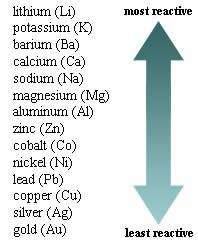 lithium (Li)
most reactive
potassium (K)
barium (Ba)
calcium (Ca)
sodium (Na)
magnesium (Mg)
aluminum (Al)
zinc (Zn)
cobalt (Co)
nickel (Ni)
lead (Pb)
copper (Cu)
silver (Ag)
gold (Au)
least reactive